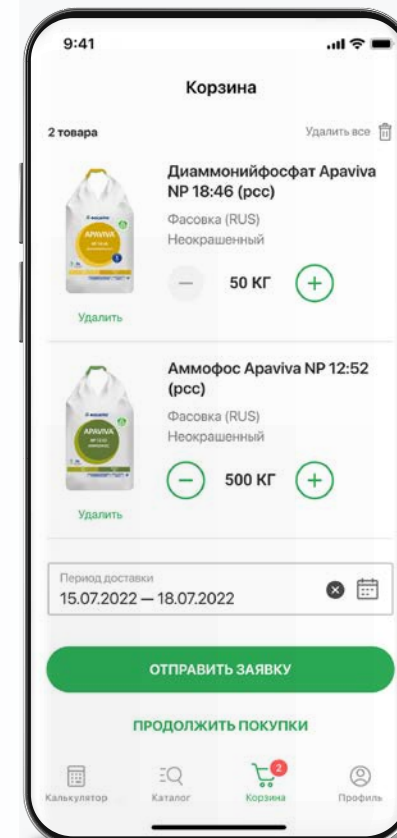 9:41
Корзина
2 товара
Удалить все
Диаммонийфосфат Apaviva
NP 18:46 (рсс)
Фасовка (RUS)
Неокрашенный
50 КГ
APAVIVA
Удалить
Аммофос Apaviva NP 12:52
(рсс)
Фасовка (RUS)
Неокрашенный
500 КГ
APAVIVA
Удалить
Период доставки
15.07.2022 — 18.07.2022
ОТПРАВИТЬ ЗАЯВКУ
ПРОДОЛЖИТЬ ПОКУПКИ
2
Калькулятор
Каталог
Корзина
Профиль